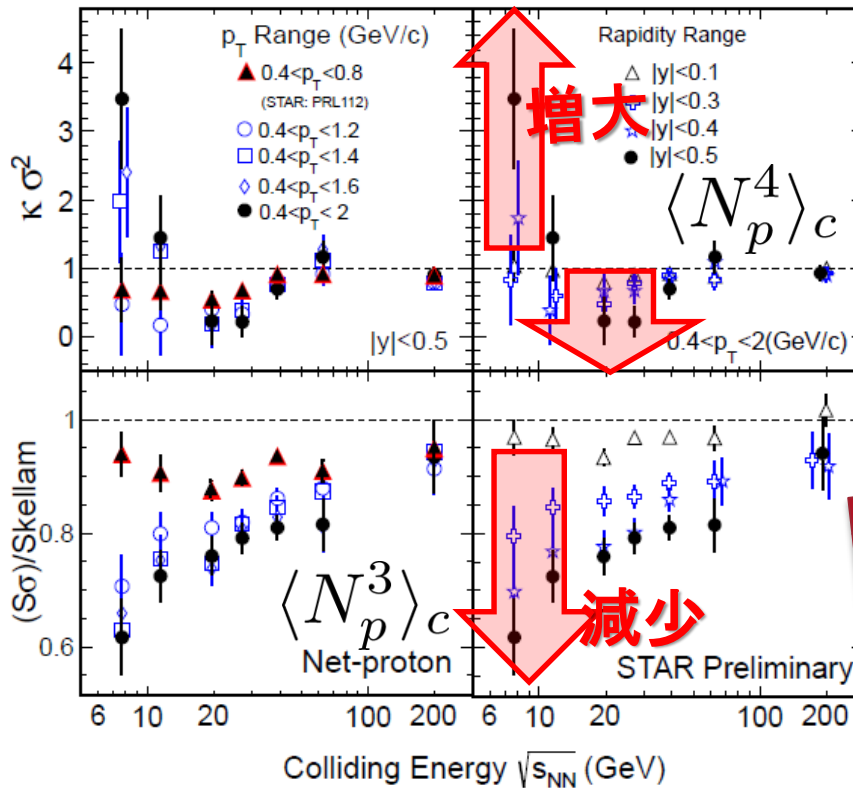 p_T Range (GeV/c)
0.4<p_T<0.8
(STAR: PRL112)
0.4<p_T<1.2
0.4<p_T<1.4
0.4<p_T<1.6
0.4<p_T<2
|y|<0.5
κσ²
4
3
2
1
0
Rapidity Range
|y|<0.1
|y|<0.3
|y|<0.4
|y|<0.5
増大
⟨N_p^4⟩_c
0.4<p_T<2(GeV/c)
(Sσ)/Skellam
1
0.8
0.6
⟨N_p^3⟩_c
Net-proton
減少
STAR Preliminary
6 10 20 100 200 6 10 20 100 200
Colliding Energy √s_NN (GeV)